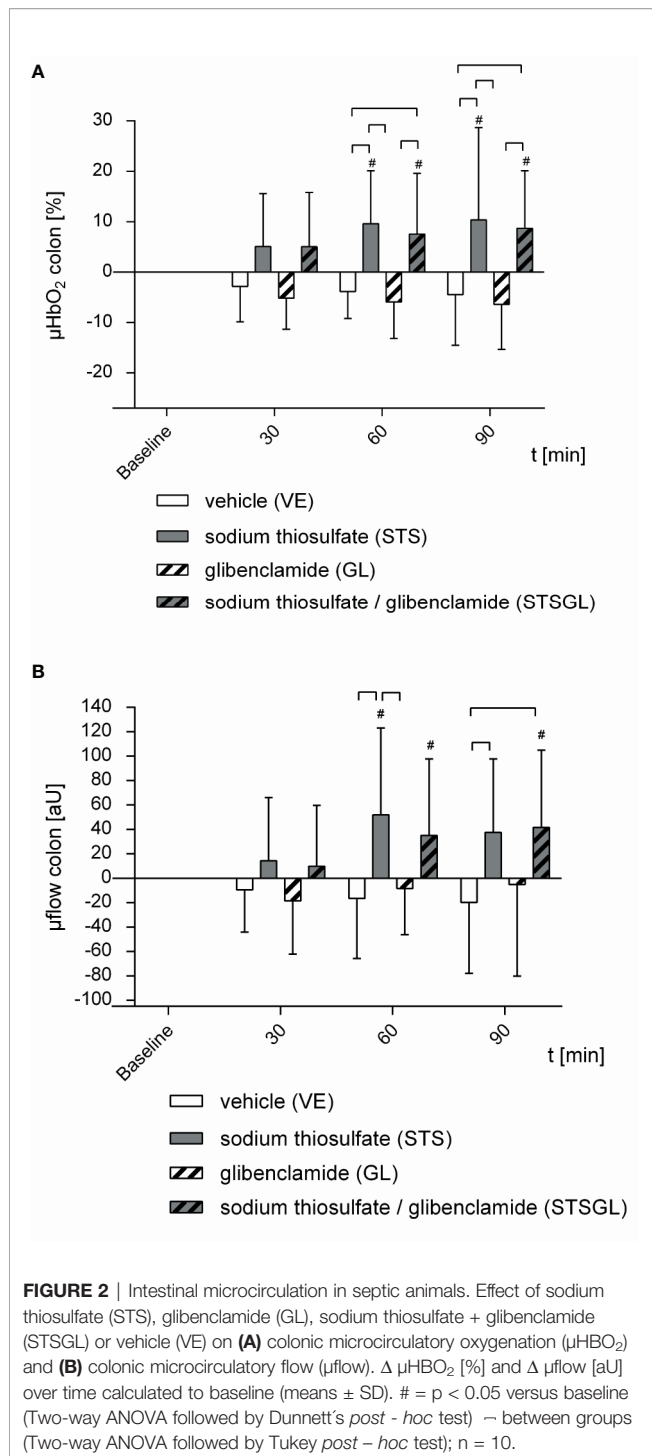 A
µHbO₂ colon [%]
30
20
10
0
-10
-20
# # # #
Baseline 30 60 90
t [min]
vehicle (VE)
sodium thiosulfate (STS)
glibenclamide (GL)
sodium thiosulfate / glibenclamide (STSGL)
B
µflow colon [aU]
140
120
100
80
60
40
20
0
-20
-40
-60
-80
-100
# # #
Baseline 30 60 90
t [min]
vehicle (VE)
sodium thiosulfate (STS)
glibenclamide (GL)
sodium thiosulfate / glibenclamide (STSGL)
FIGURE 2 | Intestinal microcirculation in septic animals. Effect of sodium
thiosulfate (STS), glibenclamide (GL), sodium thiosulfate + glibenclamide
(STSGL) or vehicle (VE) on (A) colonic microcirculatory oxygenation (µHBO₂)
and (B) colonic microcirculatory flow (µflow). Δ µHBO₂ [%] and Δ µflow [aU]
over time calculated to baseline (means ± SD). # = p < 0.05 versus baseline
(Two-way ANOVA followed by Dunnett´s post - hoc test) ¬ between groups
(Two-way ANOVA followed by Tukey post – hoc test); n = 10.